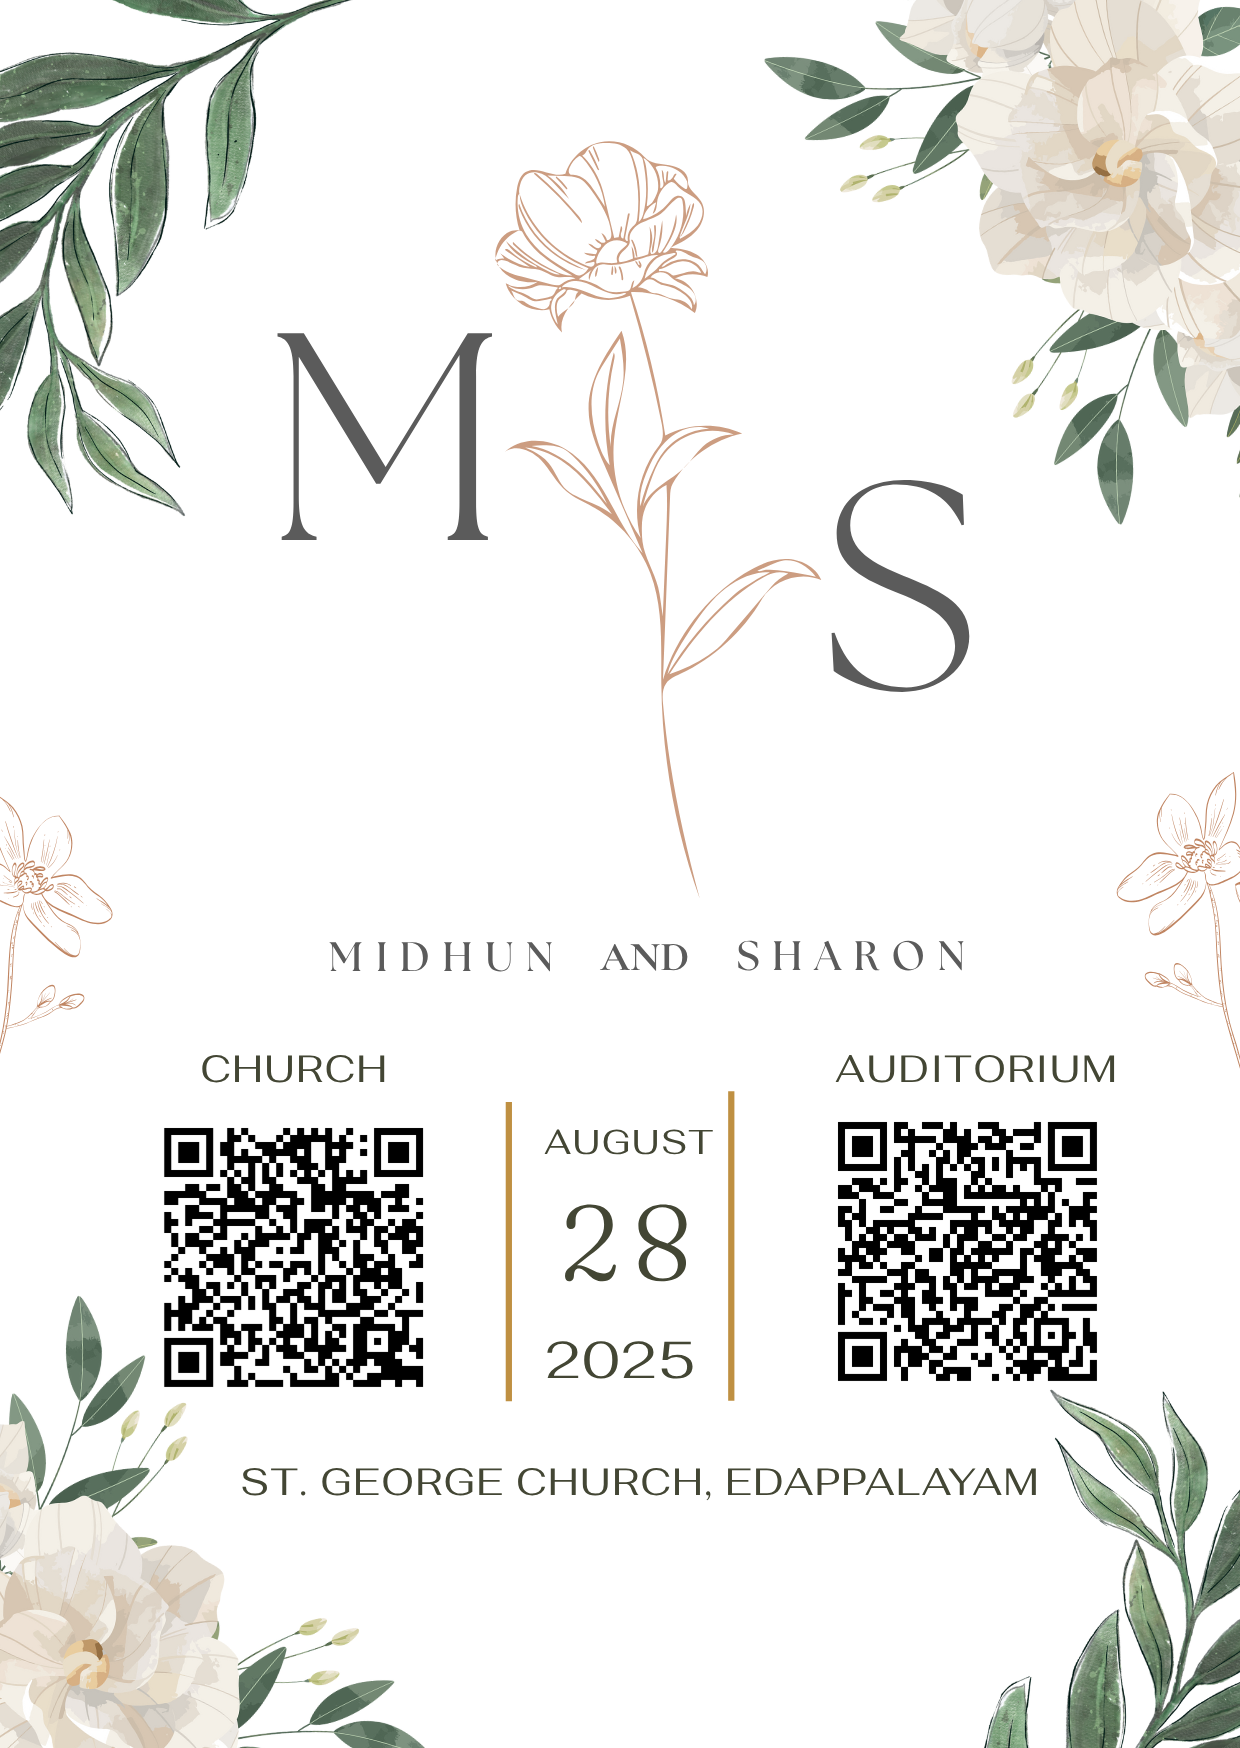 M
S
MIDHUN AND SHARON
CHURCH
AUDITORIUM
AUGUST
28
2025
ST. GEORGE CHURCH, EDAPPALAYAM